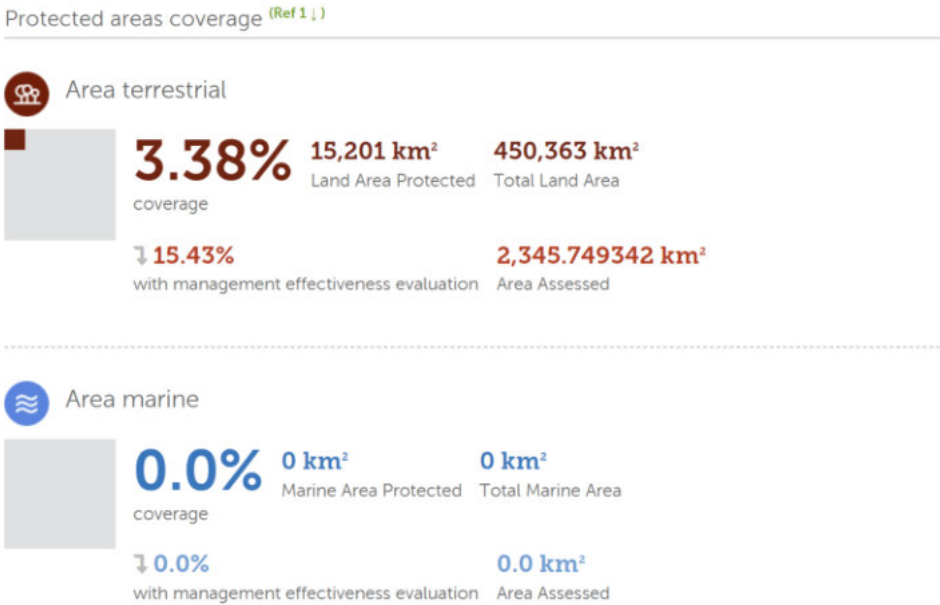 Protected areas coverage (Ref 1 ↓ )
Area terrestrial
3.38% 15,201 km² 450,363 km²
Land Area Protected Total Land Area
coverage
15.43% 2,345.749342 km²
with management effectiveness evaluation Area Assessed
Area marine
0.0% 0 km² 0 km²
Marine Area Protected Total Marine Area
coverage
0.0% 0.0 km²
with management effectiveness evaluation Area Assessed